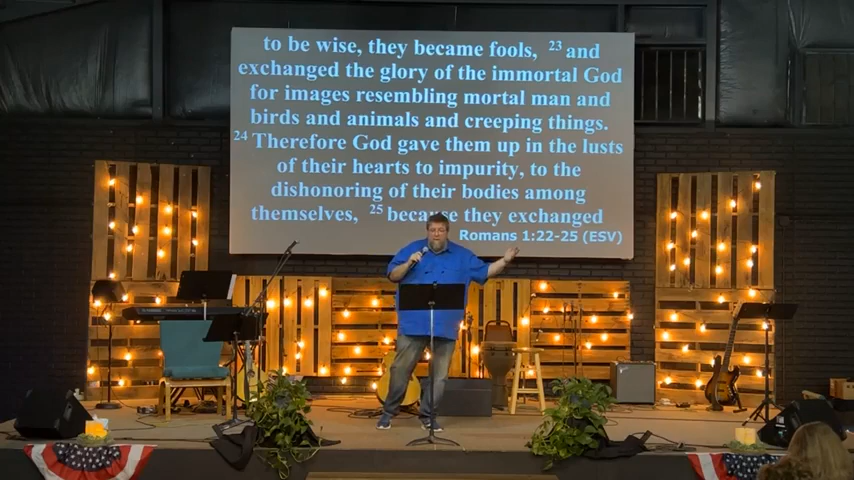 to be wise, they became fools, 23 and
exchanged the glory of the immortal God
for images resembling mortal man and
birds and animals and creeping things.
24 Therefore God gave them up in the lusts
of their hearts to impurity, to the
dishonoring of their bodies among
themselves, 25 because they exchanged
Romans 1:22-25 (ESV)